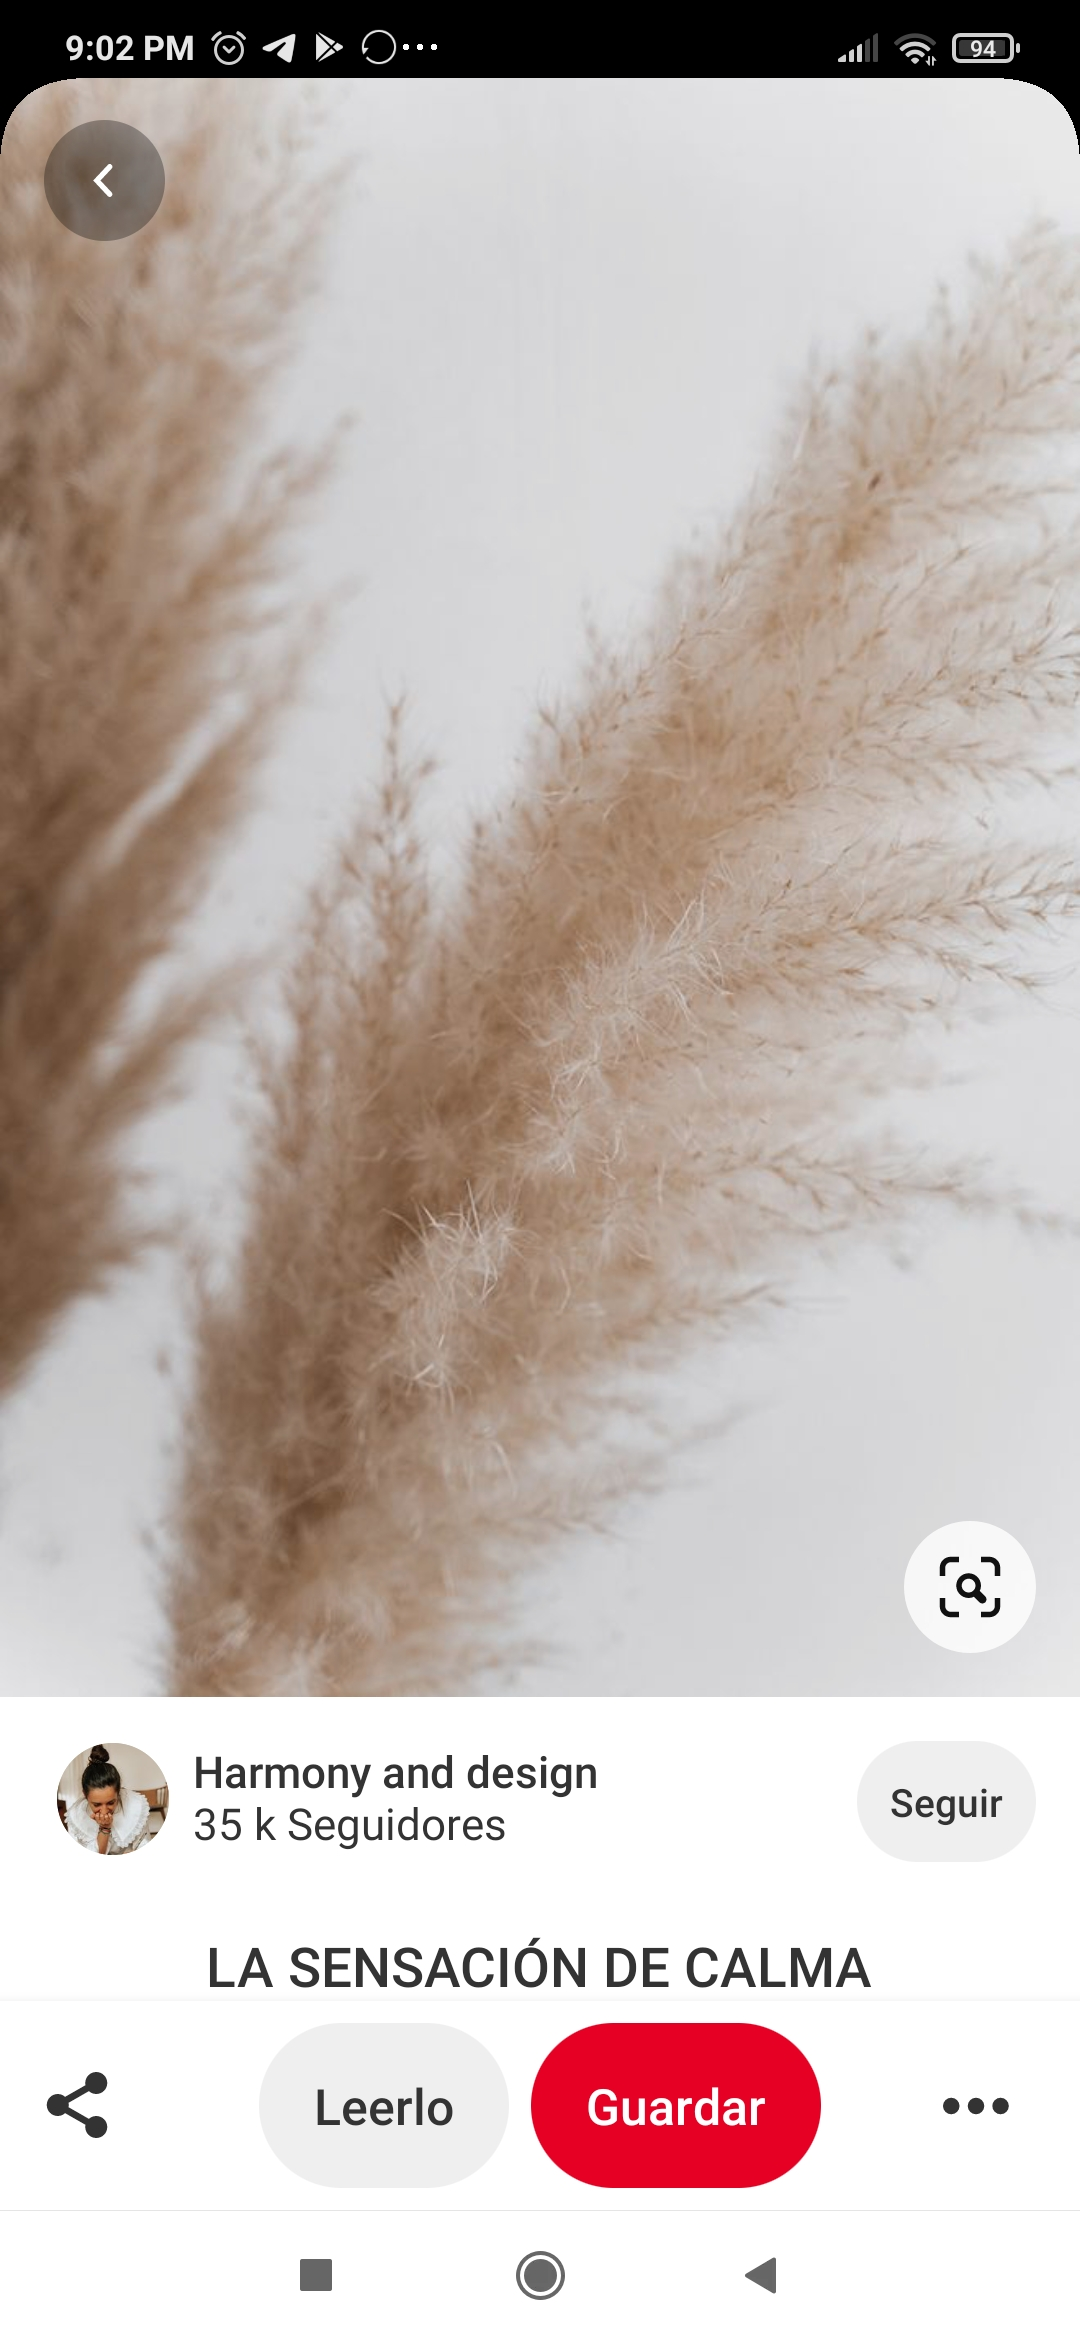 9:02 PM
94
Harmony and design
35 k Seguidores
Seguir
LA SENSACIÓN DE CALMA
Leerlo
Guardar